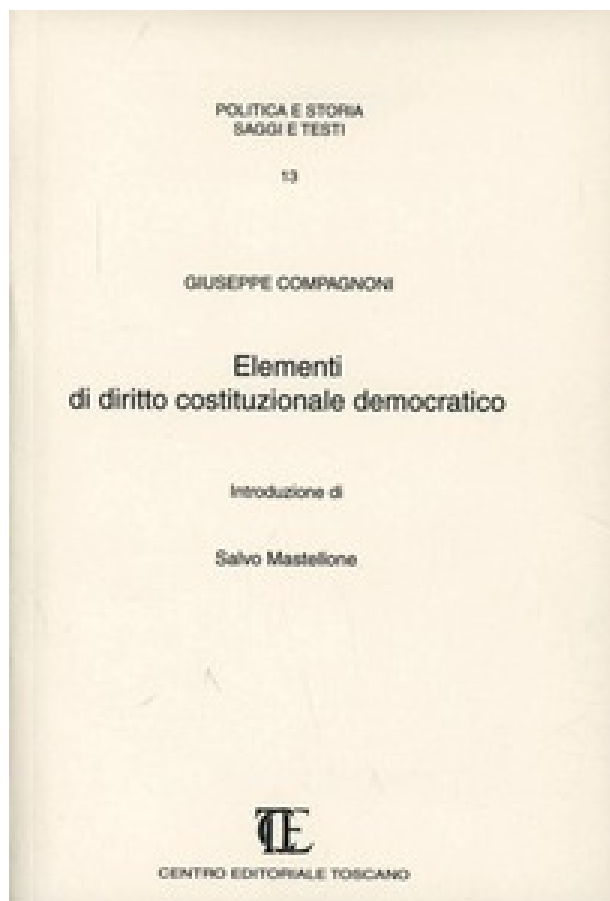 POLITICA E STORIA
SAGGI E TESTI
13
GIUSEPPE COMPAGNONI
Elementi
di diritto costituzionale democratico
Introduzione di
Salvo Mastellone
CET
CENTRO EDITORIALE TOSCANO